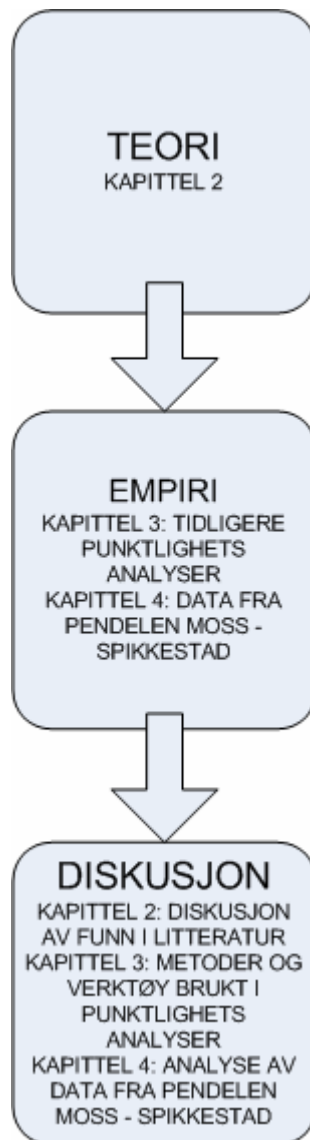 TEORI
KAPITTEL 2
EMPIRI
KAPITTEL 3: TIDLIGERE
PUNKTLIGHETS
ANALYSER
KAPITTEL 4: DATA FRA
PENDELEN MOSS -
SPIKKESTAD
DISKUSJON
KAPITTEL 2: DISKUSJON
AV FUNN I LITTERATUR
KAPITTEL 3: METODER OG
VERKTØY BRUKT I
PUNKTLIGHETS
ANALYSER
KAPITTEL 4: ANALYSE AV
DATA FRA PENDELEN
MOSS - SPIKKESTAD